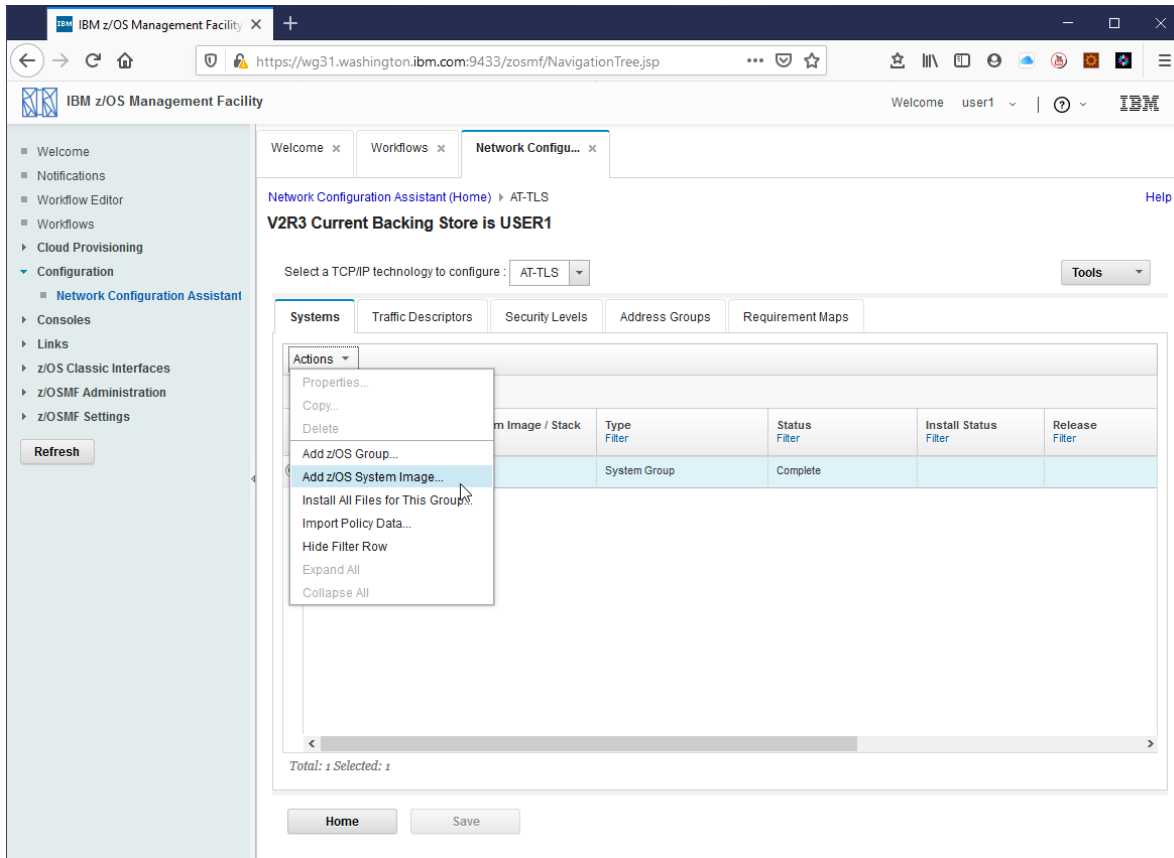 IBM IBM z/OS Management Facility
https://wg31.washington.ibm.com:9433/zosmf/NavigationTree.jsp
IBM z/OS Management Facility
Welcome user1
IBM
Welcome
Notifications
Workflow Editor
Workflows
Cloud Provisioning
Configuration
Network Configuration Assistant
Consoles
Links
z/OS Classic Interfaces
z/OSMF Administration
z/OSMF Settings
Refresh
Welcome Workflows Network Configu...
Network Configuration Assistant (Home) AT-TLS Help
V2R3 Current Backing Store is USER1
Select a TCP/IP technology to configure : AT-TLS Tools
Systems Traffic Descriptors Security Levels Address Groups Requirement Maps
Actions
Properties...
Copy...
Delete
Add z/OS Group...
Add z/OS System Image...
Install All Files for This Group...
Import Policy Data...
Hide Filter Row
Expand All
Collapse All
m Image / Stack Type Status Install Status Release
Filter Filter Filter Filter
System Group Complete
Total: 1 Selected: 1
Home Save